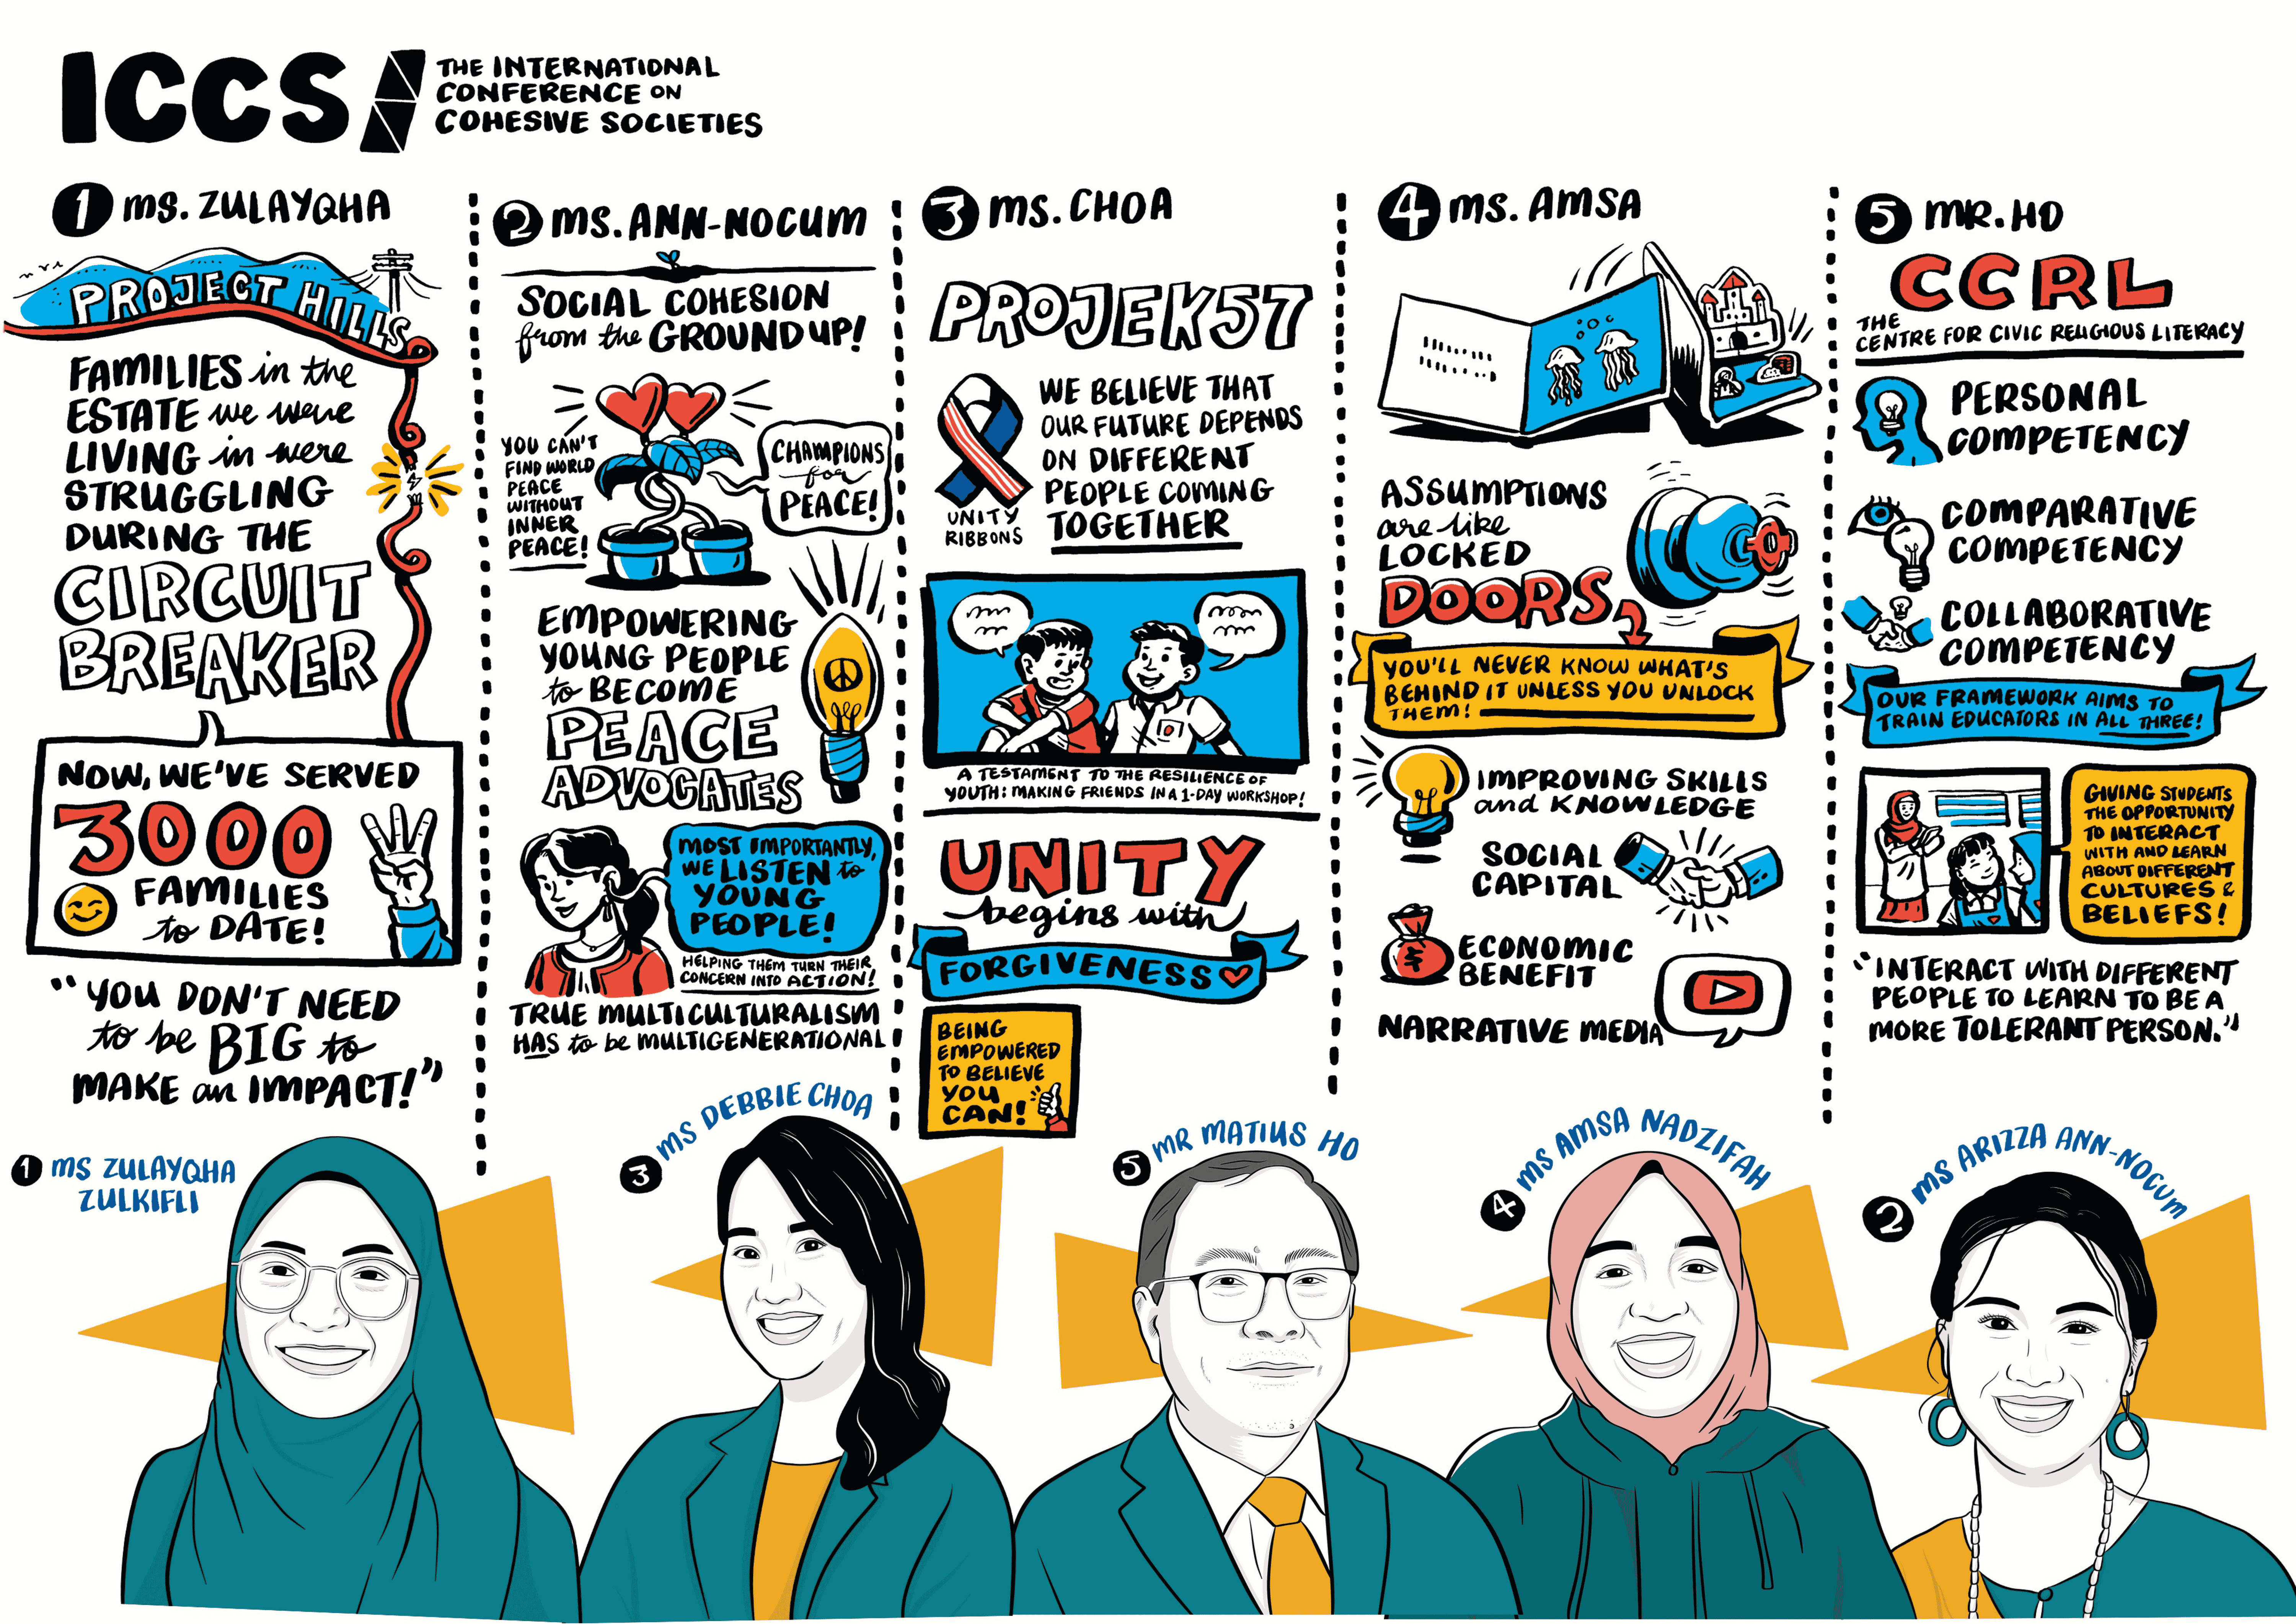 ICCS
THE INTERNATIONAL
CONFERENCE ON
COHESIVE SOCIETIES
1 MS. ZULAYQHA
PROJECT HILLS
FAMILIES in the
ESTATE we were
LIVING in were
STRUGGLING
DURING THE
CIRCUIT
BREAKER
NOW, WE'VE SERVED
3000
FAMILIES
to DATE!
"YOU DON'T NEED
to be BIG to
MAKE an IMPACT!"
2 MS. ANN-NOCUM
SOCIAL COHESION
from the GROUND UP!
YOU CAN'T
FIND WORLD
PEACE
WITHOUT
INNER
PEACE!
CHAMPIONS
for
PEACE!
EMPOWERING
YOUNG PEOPLE
to BECOME
PEACE
ADVOCATES
MOST IMPORTANTLY,
WE LISTEN to
YOUNG
PEOPLE!
HELPING THEM TURN THEIR
CONCERN INTO ACTION!
TRUE MULTICULTURALISM
HAS to be MULTIGENERATIONAL!
3 MS. CHOA
PROJEK57
UNITY
RIBBONS
WE BELIEVE THAT
OUR FUTURE DEPENDS
ON DIFFERENT
PEOPLE COMING
TOGETHER
A TESTAMENT TO THE RESILIENCE OF
YOUTH: MAKING FRIENDS IN A 1-DAY WORKSHOP!
UNITY
begins with
FORGIVENESS
BEING
EMPOWERED
TO BELIEVE
YOU
CAN!
4 MS. AMSA
ASSUMPTIONS
are like
LOCKED
DOORS
YOU'LL NEVER KNOW WHAT'S
BEHIND IT UNLESS YOU UNLOCK
THEM!
IMPROVING SKILLS
and KNOWLEDGE
SOCIAL
CAPITAL
ECONOMIC
BENEFIT
NARRATIVE MEDIA
5 MR. HO
CCRL
THE
CENTRE FOR CIVIC RELIGIOUS LITERACY
PERSONAL
COMPETENCY
COMPARATIVE
COMPETENCY
COLLABORATIVE
COMPETENCY
OUR FRAMEWORK AIMS TO
TRAIN EDUCATORS IN ALL THREE!
GIVING STUDENTS
THE OPPORTUNITY
TO INTERACT
WITH AND LEARN
ABOUT DIFFERENT
CULTURES &
BELIEFS!
"INTERACT WITH DIFFERENT
PEOPLE TO LEARN TO BE A
MORE TOLERANT PERSON."
1 MS ZULAYQHA
ZULKIFLI
3 MS DEBBIE CHOA
5 MR MATIUS HO
4 MS AMSA NADZIFAH
2 MS ARIZZA ANN-NOCUM